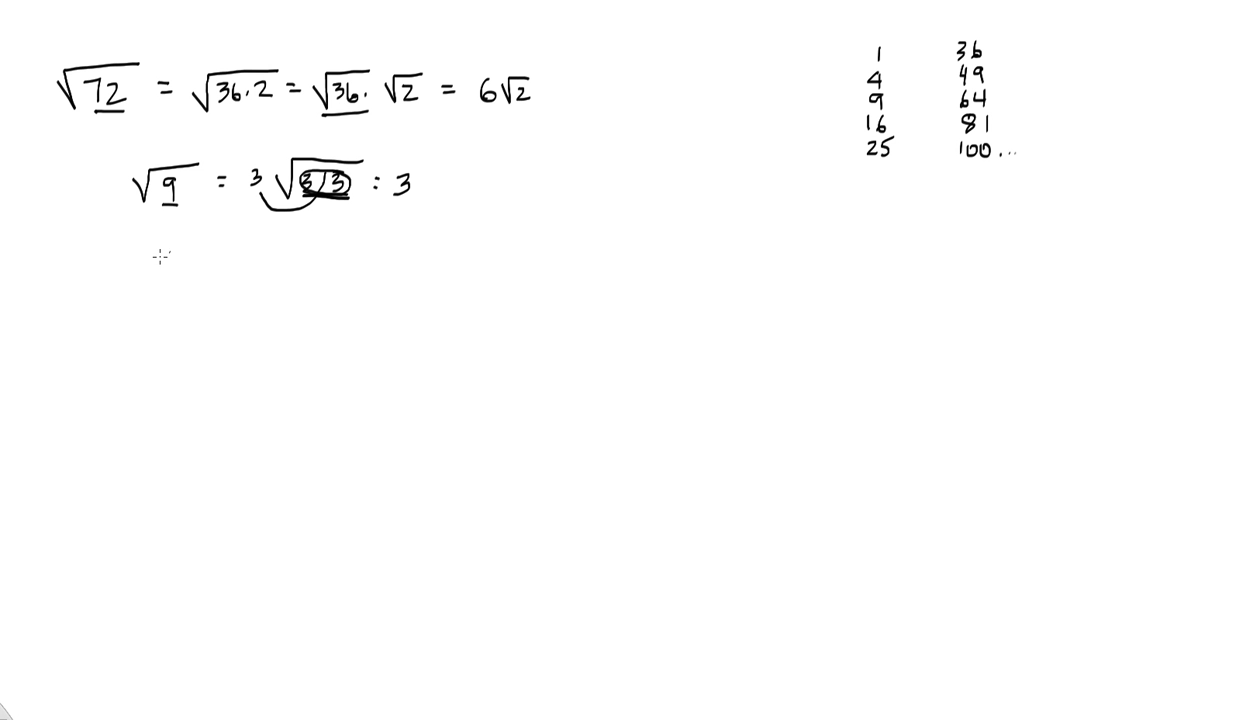 √72 = √36·2 = √36· √2 = 6√2
√9 = 3 √3·3 : 3
1 36
4 49
9 64
16 81
25 100...